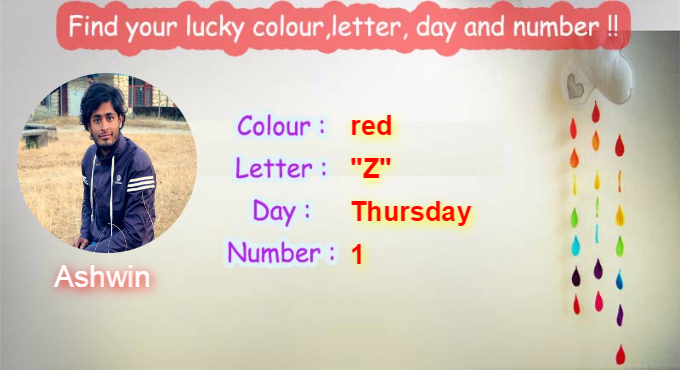 Find your lucky colour,letter, day and number !!
Colour : red
Letter : "Z"
Day : Thursday
Number : 1
Ashwin